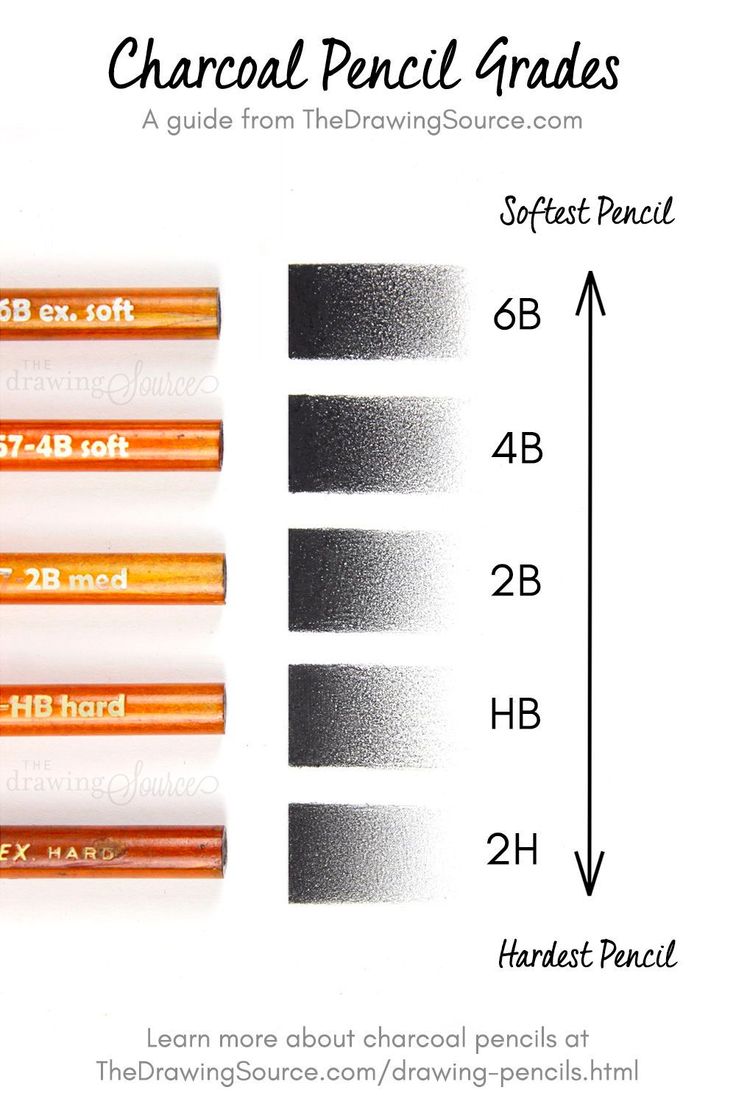 Charcoal Pencil Grades
A guide from TheDrawingSource.com
Softest Pencil
6B ex. soft
6B
THE
drawing Source
57-4B soft
4B
7-2B med
2B
-HB hard
HB
THE
drawing Source
EX. HARD
2H
Hardest Pencil
Learn more about charcoal pencils at
TheDrawingSource.com/drawing-pencils.html